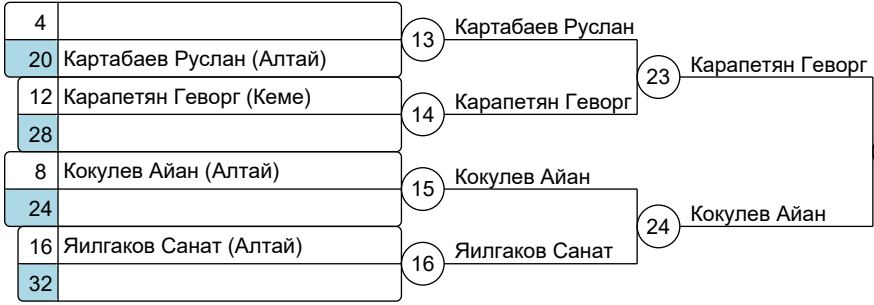 4
20 Картабаев Руслан (Алтай)
13 Картабаев Руслан
12 Карапетян Геворг (Кеме)
28
14 Карапетян Геворг
23 Карапетян Геворг
8 Кокулев Айан (Алтай)
24
15 Кокулев Айан
16 Яилгаков Санат (Алтай)
32
16 Яилгаков Санат
24 Кокулев Айан